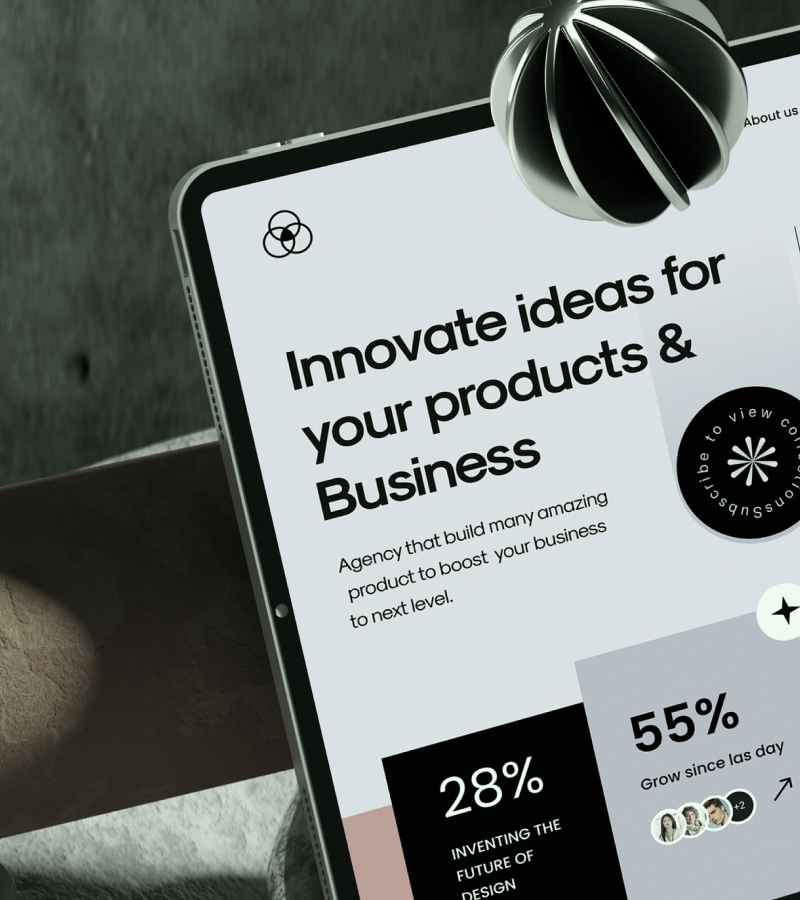 About us
Innovate ideas for
your products &
Business
Agency that build many amazing
product to boost your business
to next level.
Subscribe to view
55%
Grow since las day
+2
28%
INVENTING THE
FUTURE OF
DESIGN